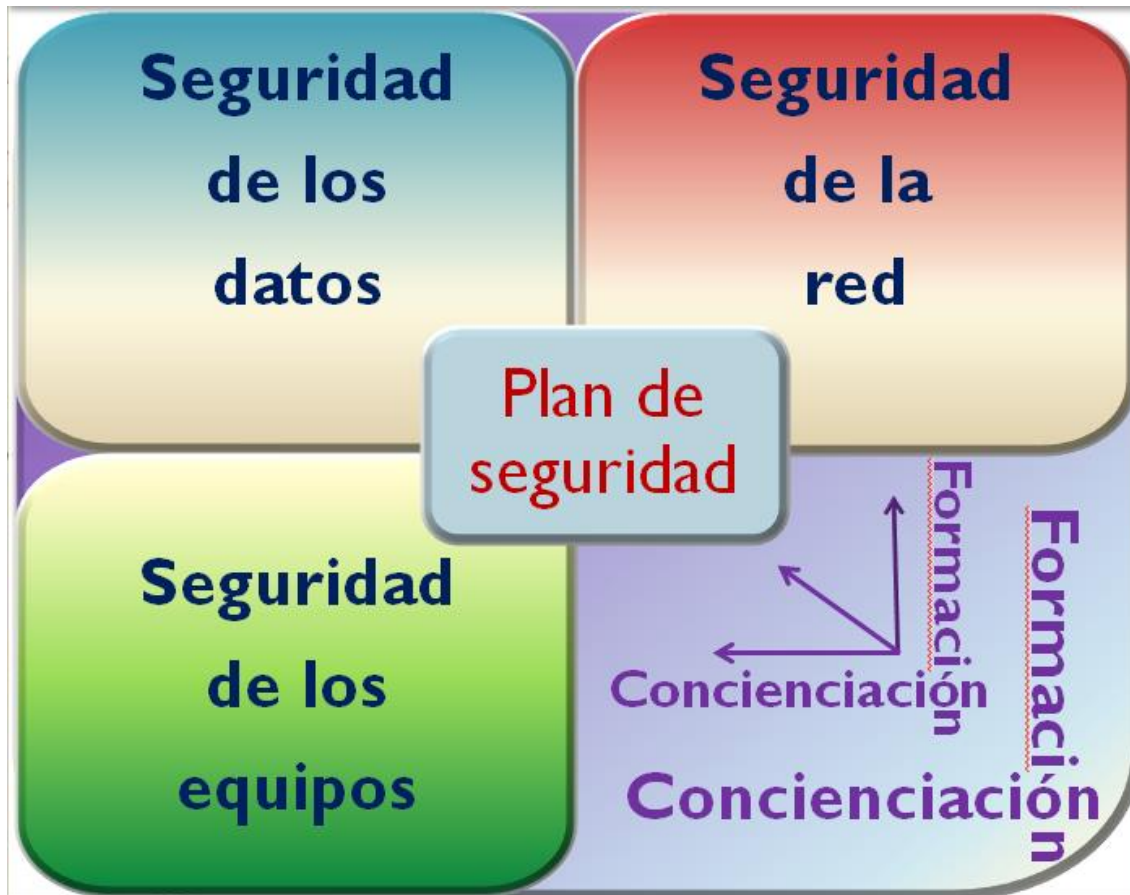 Seguridad
de los
datos
Seguridad
de la
red
Plan de
seguridad
Seguridad
de los
equipos
Formación
Formación
Concienciación
Concienciación